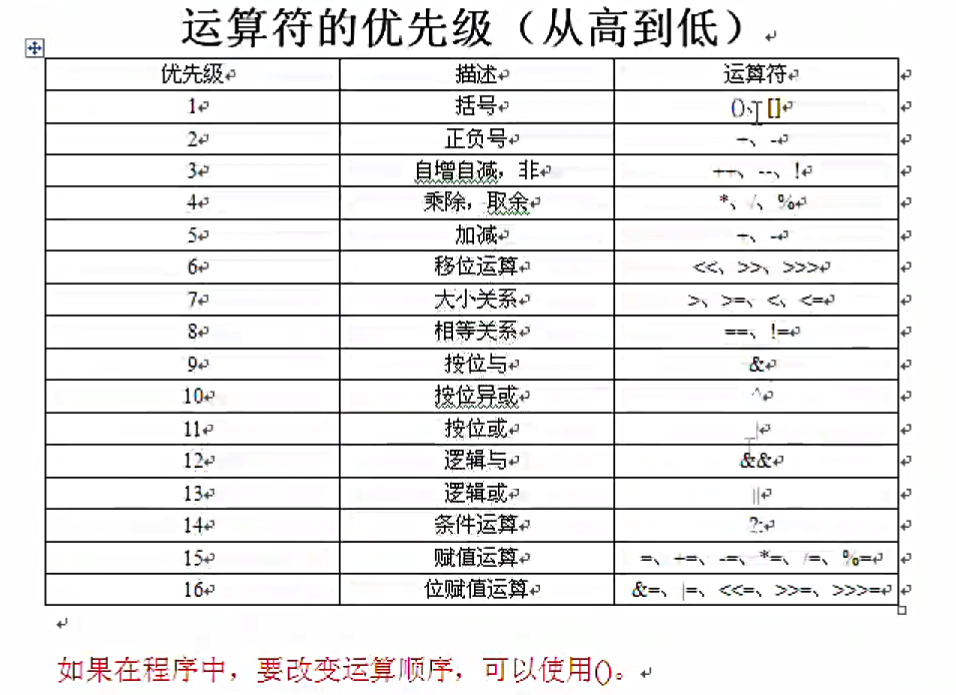 运算符的优先级（从高到低）
优先级 描述 运算符
1 括号 ()、[]
2 正负号 +、-
3 自增自减，非 ++、--、!
4 乘除，取余 *、/、%
5 加减 +、-
6 移位运算 <<、>>、>>>
7 大小关系 >、>=、<、<=
8 相等关系 ==、!=
9 按位与 &
10 按位异或 ^
11 按位或 |
12 逻辑与 &&
13 逻辑或 ||
14 条件运算 ?:
15 赋值运算 =、+=、-=、*=、/=、%=
16 位赋值运算 &=、|=、<<=、>>=、>>>=
如果在程序中，要改变运算顺序，可以使用()。